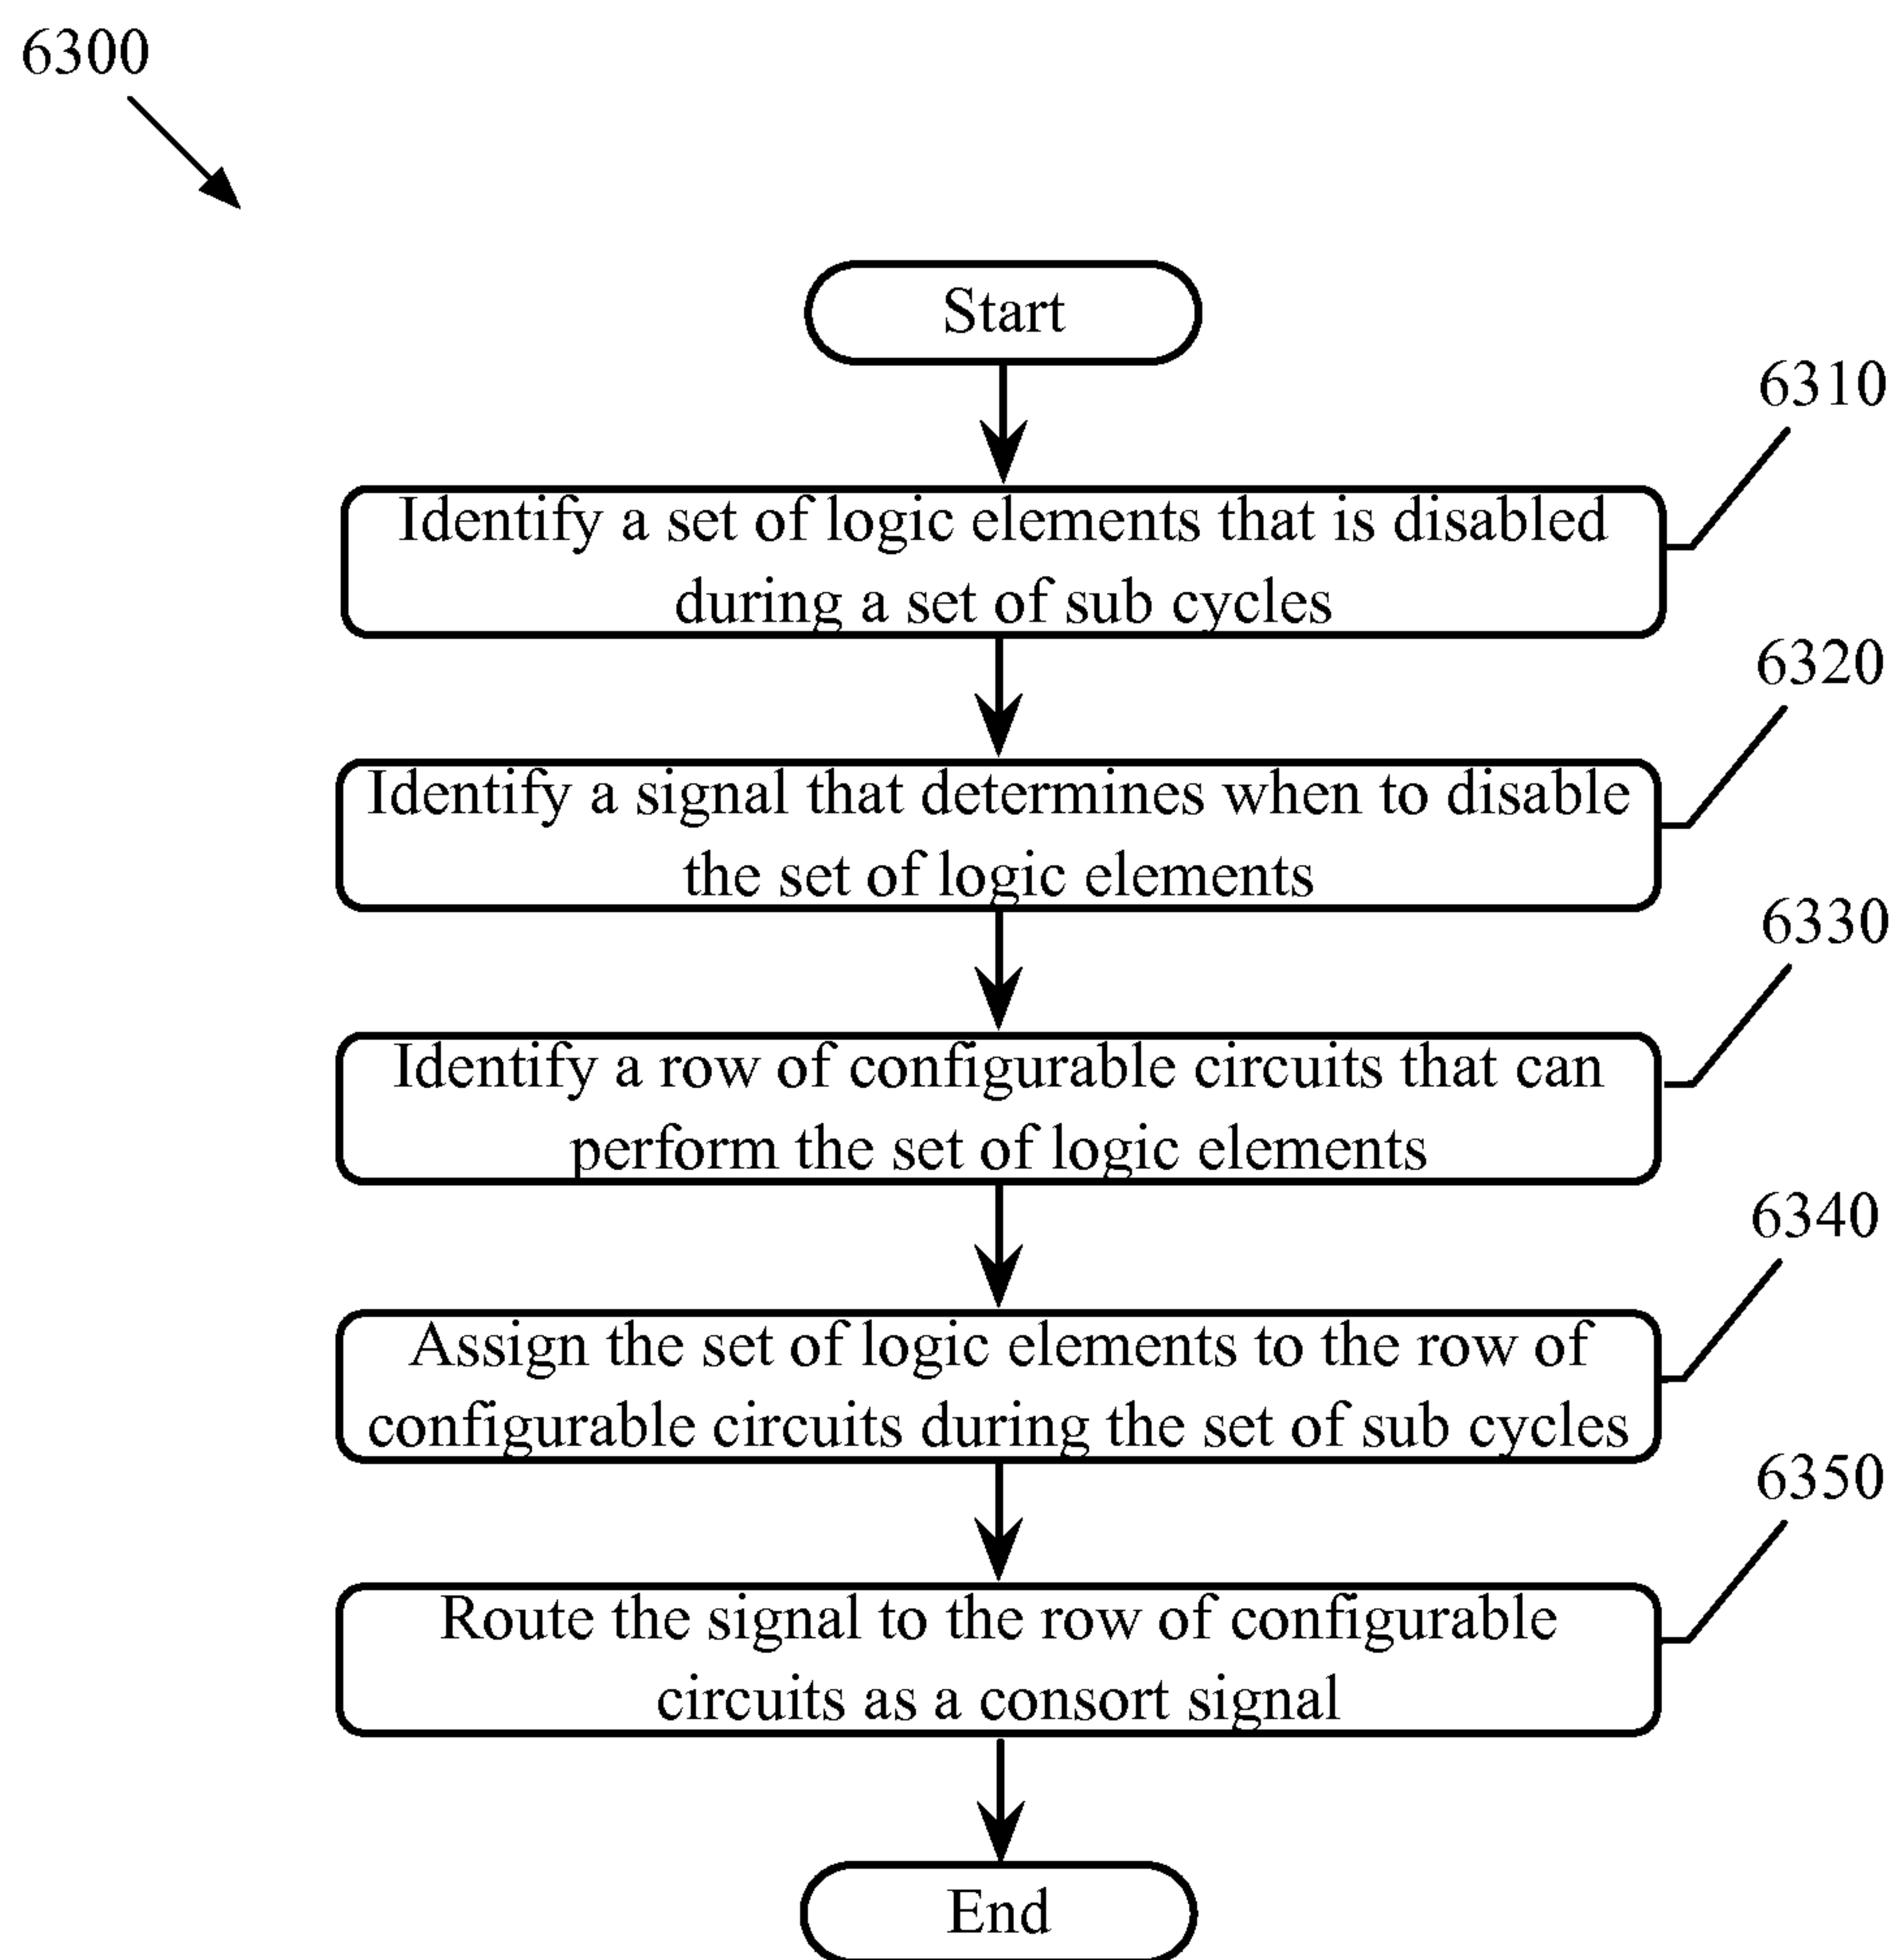 6300
Start
6310
Identify a set of logic elements that is disabled
during a set of sub cycles
6320
Identify a signal that determines when to disable
the set of logic elements
6330
Identify a row of configurable circuits that can
perform the set of logic elements
6340
Assign the set of logic elements to the row of
configurable circuits during the set of sub cycles
6350
Route the signal to the row of configurable
circuits as a consort signal
End